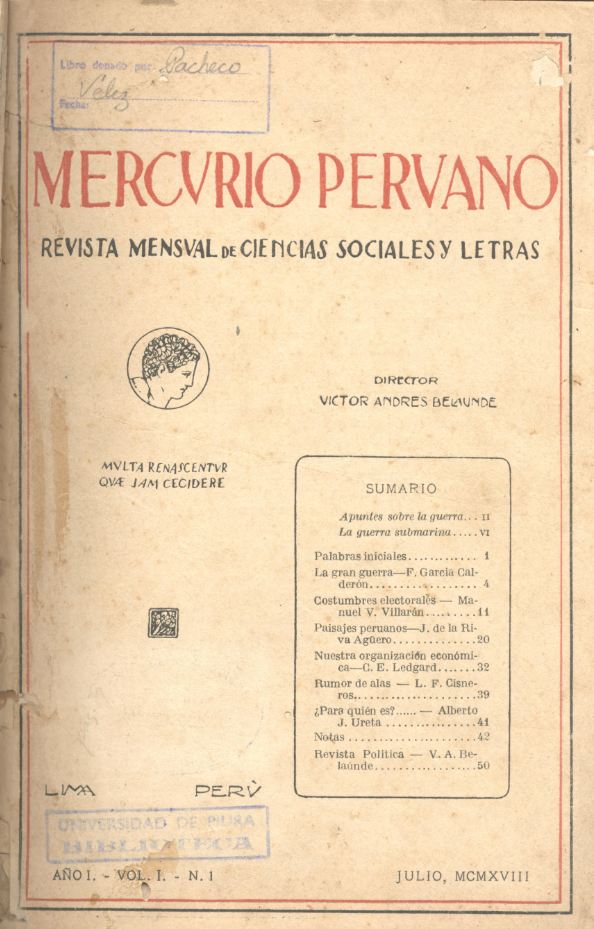 Libro donado por: Pacheco
Velez
Fecha:
MERCVRIO PERVANO
REVISTA MENSVAL DE CIENCIAS SOCIALES Y LETRAS
DIRECTOR
VICTOR ANDRES BELAUNDE
MVLTA RENASCENTVR
QVÆ JAM CECIDERE
SUMARIO
Apuntes sobre la guerra... II
La guerra submarina..... VI
Palabras iniciales............ 1
La gran guerra—F. García Cal-
derón.................... 4
Costumbres electorales — Ma-
nuel V. Villarán........ 11
Paisajes peruanos—J. de la Ri-
va Agüero............... 20
Nuestra organización económi-
ca—C. E. Ledgard....... 32
Rumor de alas — L. F. Cisne-
ros...................... 39
¿Para quién es?...... — Alberto
J. Ureta ................ 41
Notas ...................... 42
Revista Política — V. A. Be-
laúnde................... 50
LIMA PERÙ
UNIVERSIDAD DE PIURA
BIBLIOTECA
AÑO I. - VOL. I. - N. 1
JULIO, MCMXVIII